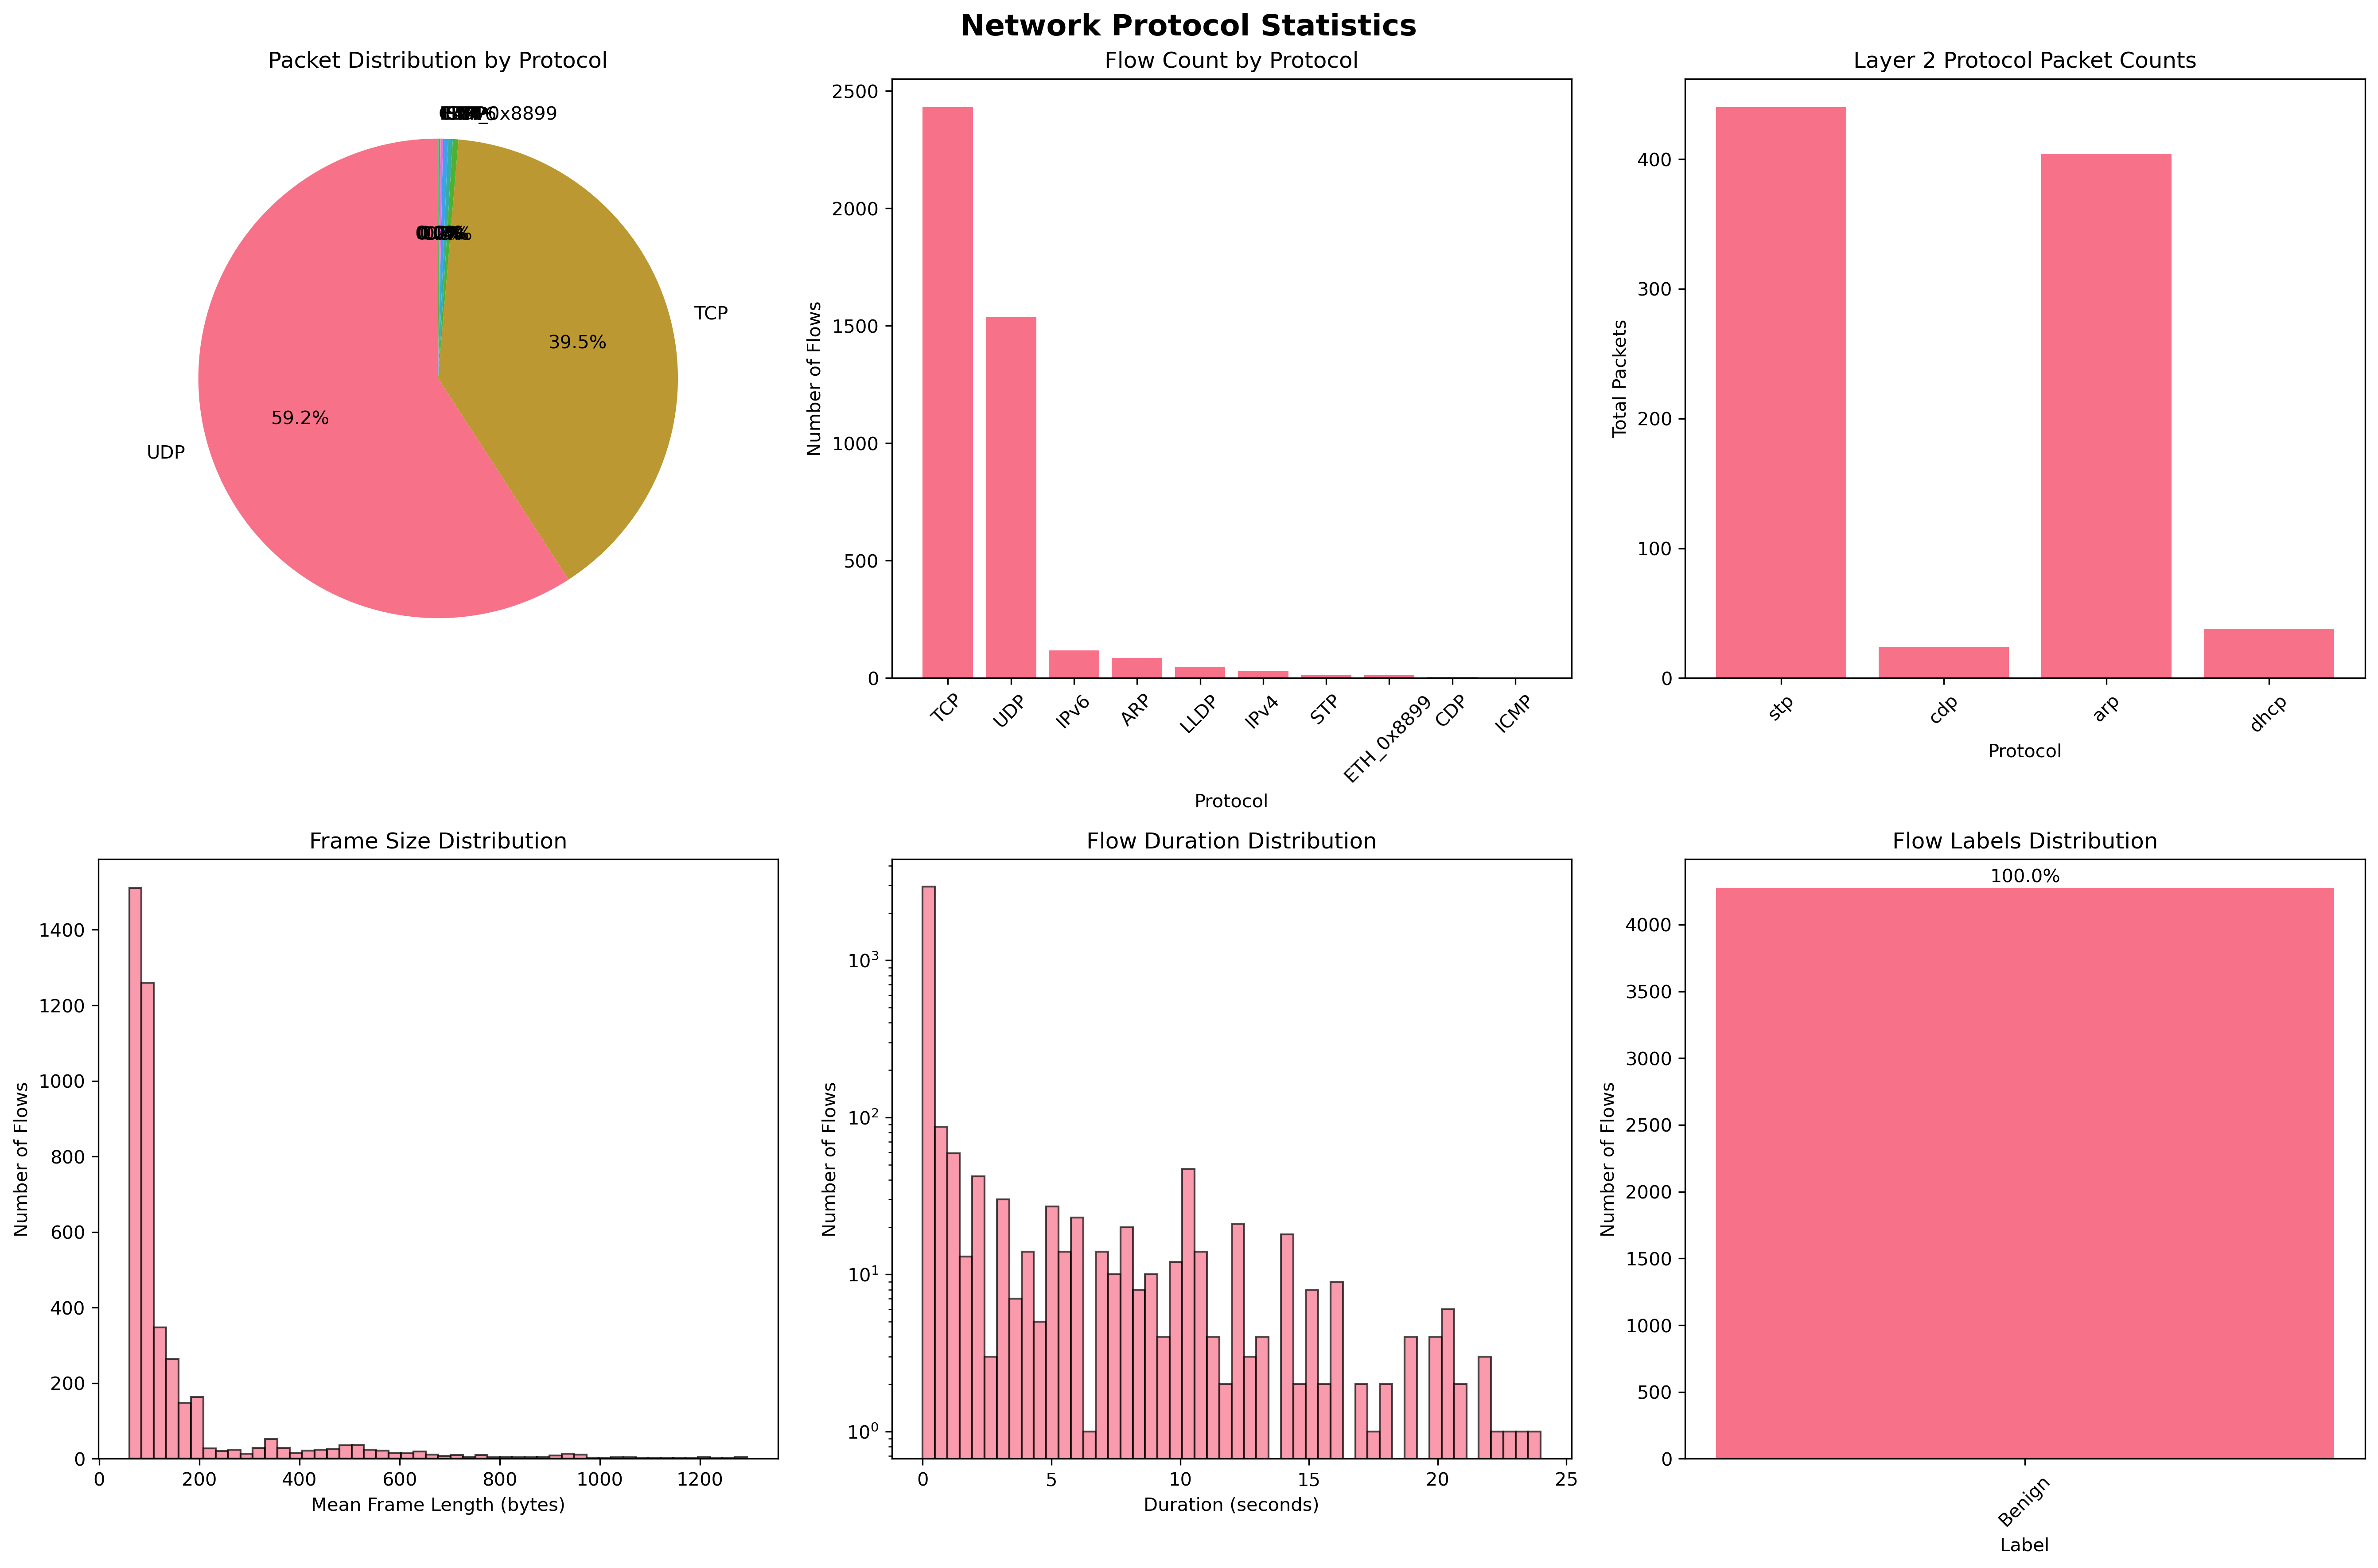 Network Protocol Statistics
Packet Distribution by Protocol
0x8899
TCP
39.5%
59.2%
UDP
Flow Count by Protocol
2500
2000
1500
1000
500
0
Number of Flows
TCP
UDP
IPv6
ARP
LLDP
IPv4
STP
ETH_0x8899
CDP
ICMP
Protocol
Layer 2 Protocol Packet Counts
400
300
200
100
0
Total Packets
stp
cdp
arp
dhcp
Protocol
Frame Size Distribution
1400
1200
1000
800
600
400
200
0
Number of Flows
0
200
400
600
800
1000
1200
Mean Frame Length (bytes)
Flow Duration Distribution
10³
10²
10¹
10⁰
Number of Flows
0
5
10
15
20
25
Duration (seconds)
Flow Labels Distribution
100.0%
4000
3500
3000
2500
2000
1500
1000
500
0
Number of Flows
Benign
Label